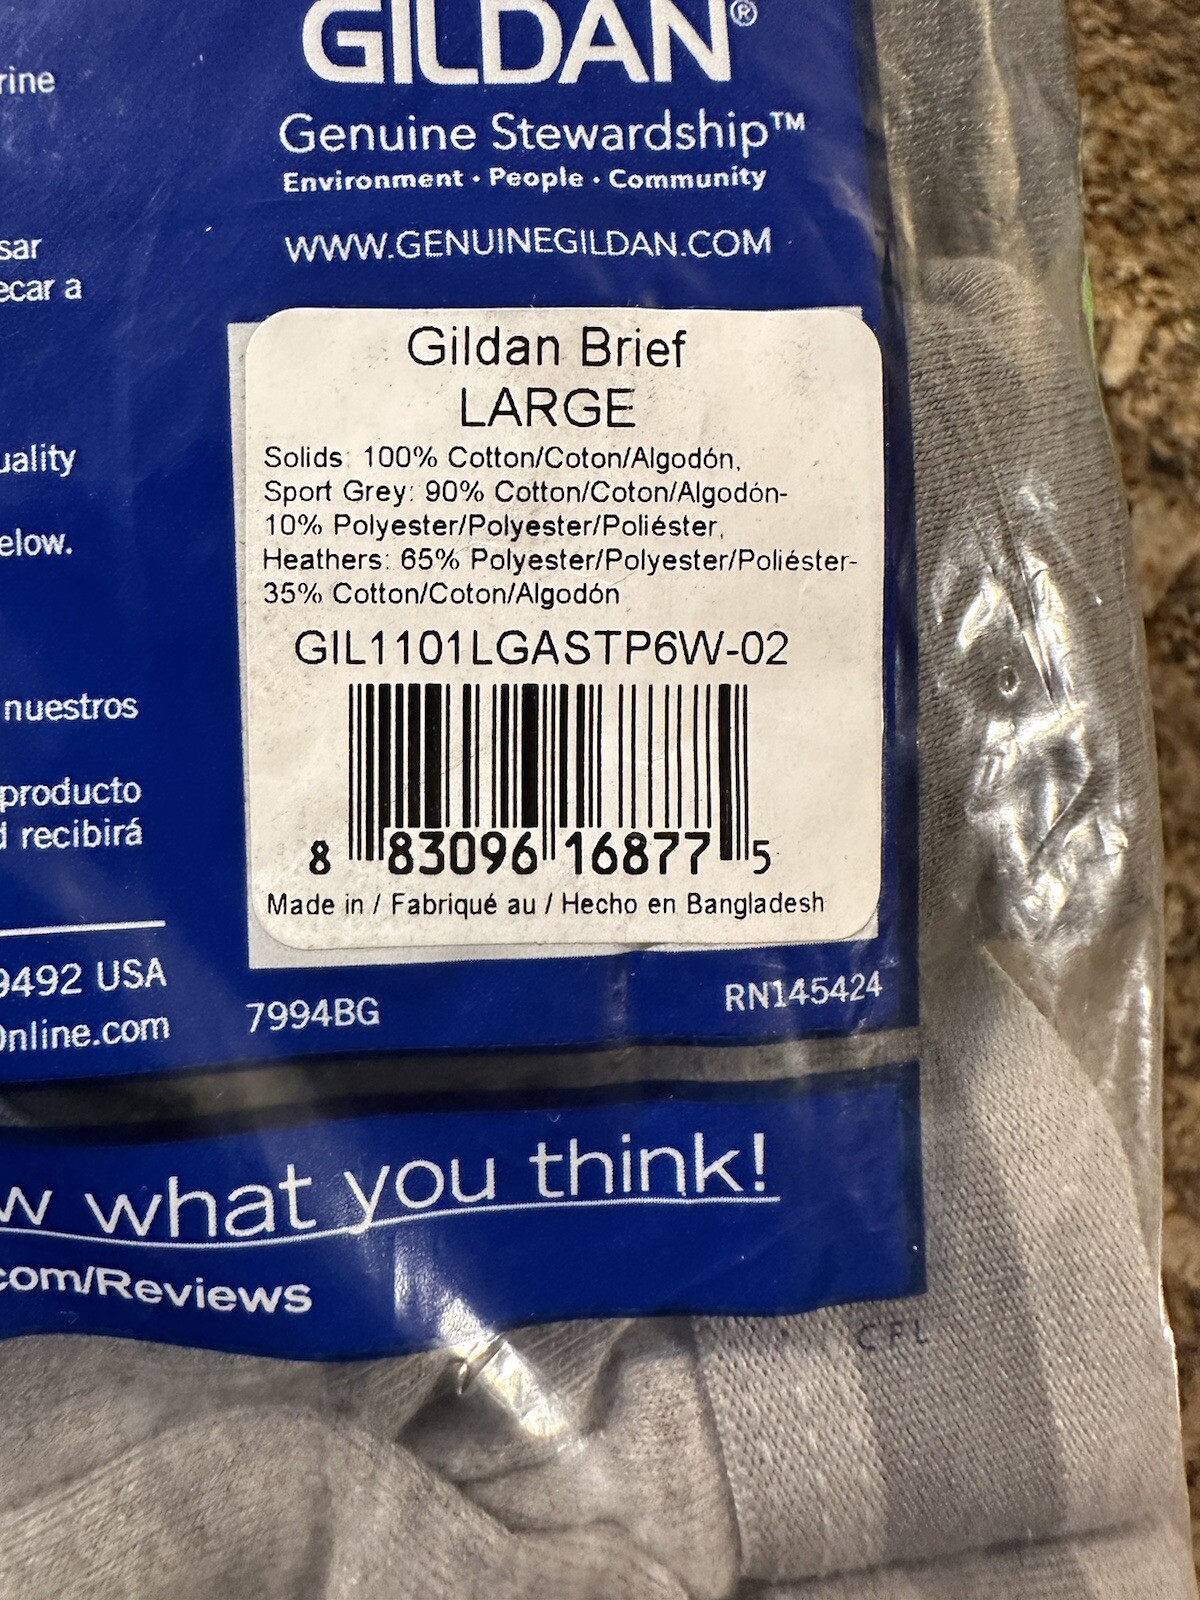 GILDAN®
Genuine Stewardship™
Environment • People • Community
WWW.GENUINEGILDAN.COM
sar
ecar a
Gildan Brief
LARGE
Solids: 100% Cotton/Coton/Algodón,
Sport Grey: 90% Cotton/Coton/Algodón-
10% Polyester/Polyester/Poliéster,
Heathers: 65% Polyester/Polyester/Poliéster-
35% Cotton/Coton/Algodón
GIL1101LGASTP6W-02
8 83096 16877 5
Made in / Fabriqué au / Hecho en Bangladesh
rine
uality
elow.
nuestros
producto
d recibirá
9492 USA
Online.com
7994BG
RN145424
w what you think!
com/Reviews
CFL